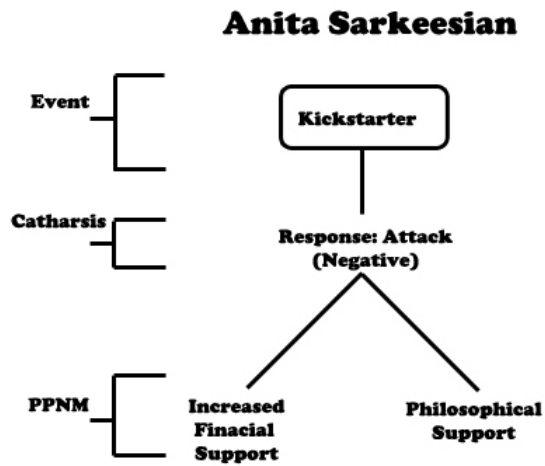 Anita Sarkeesian
Event
Kickstarter
Catharsis
Response: Attack
(Negative)
PPNM
Increased
Finacial
Support
Philosophical
Support